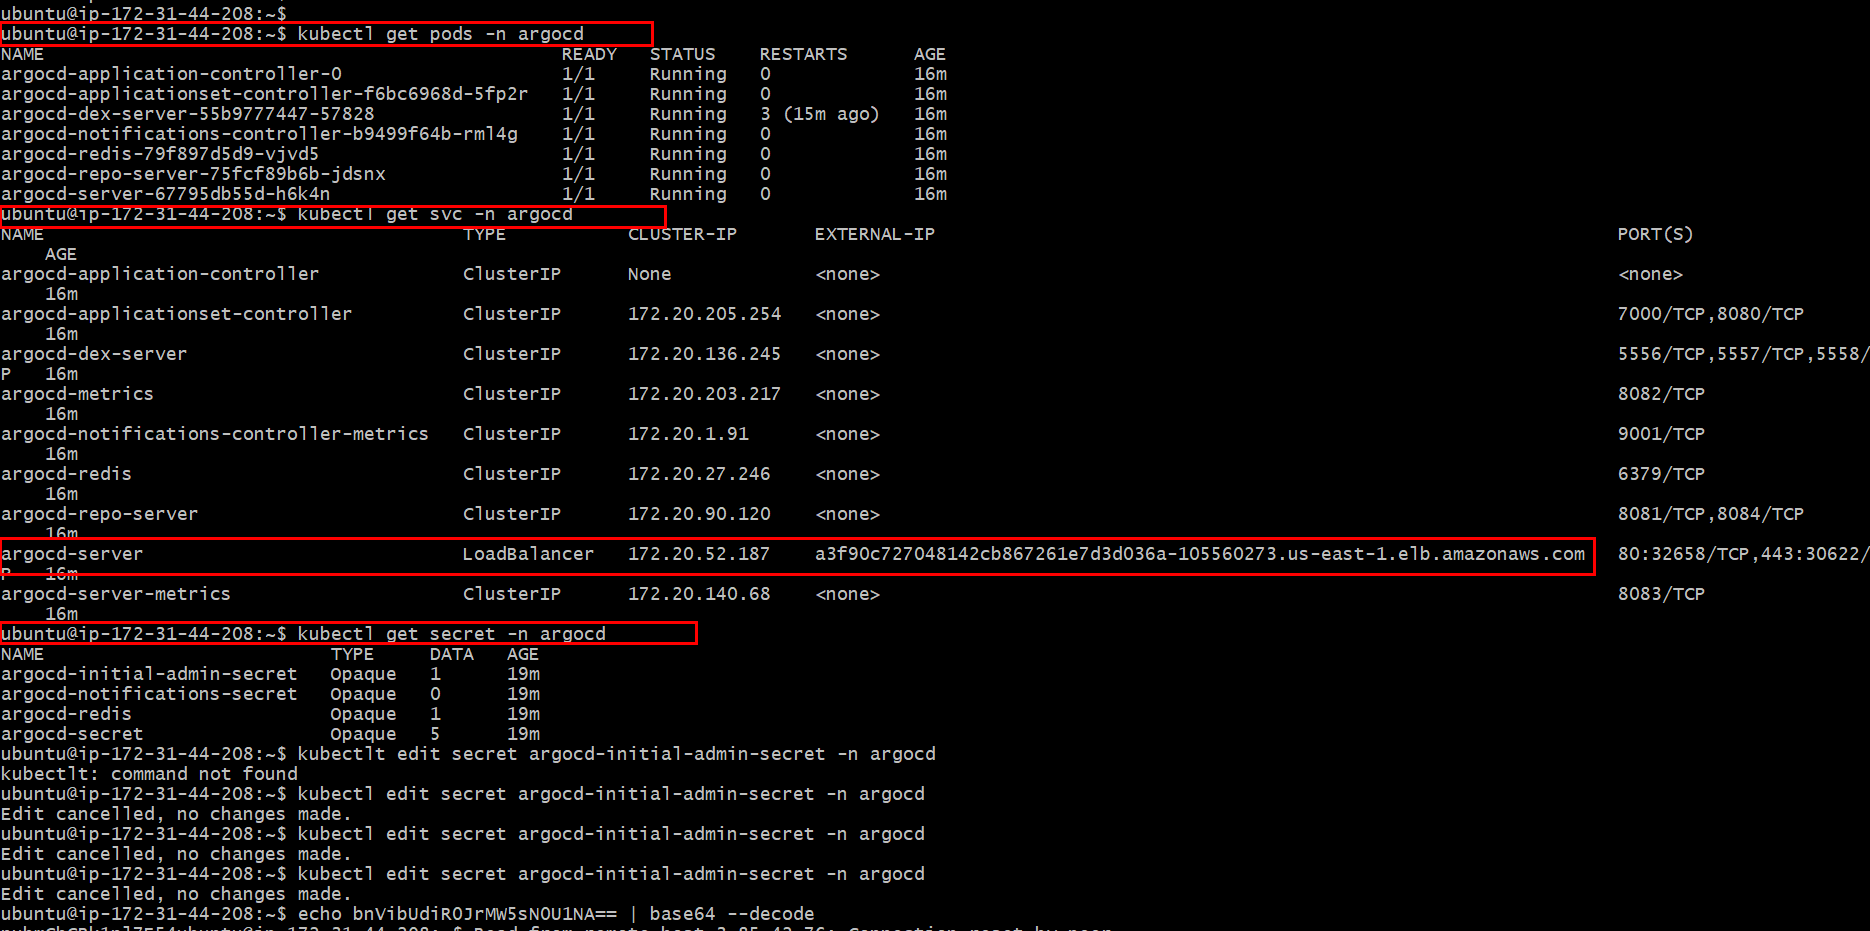 ubuntu@ip-172-31-44-208:~$
ubuntu@ip-172-31-44-208:~$ kubectl get pods -n argocd
NAME READY STATUS RESTARTS AGE
argocd-application-controller-0 1/1 Running 0 16m
argocd-applicationset-controller-f6bc6968d-5fp2r 1/1 Running 0 16m
argocd-dex-server-55b9777447-57828 1/1 Running 3 (15m ago) 16m
argocd-notifications-controller-b9499f64b-rml4g 1/1 Running 0 16m
argocd-redis-79f897d5d9-vjvd5 1/1 Running 0 16m
argocd-repo-server-75fcf89b6b-jdsnx 1/1 Running 0 16m
argocd-server-67795db55d-h6k4n 1/1 Running 0 16m
ubuntu@ip-172-31-44-208:~$ kubectl get svc -n argocd
NAME TYPE CLUSTER-IP EXTERNAL-IP PORT(S)
AGE
argocd-application-controller ClusterIP None <none> <none>
16m
argocd-applicationset-controller ClusterIP 172.20.205.254 <none> 7000/TCP,8080/TCP
16m
argocd-dex-server ClusterIP 172.20.136.245 <none> 5556/TCP,5557/TCP,5558/
P 16m
argocd-metrics ClusterIP 172.20.203.217 <none> 8082/TCP
16m
argocd-notifications-controller-metrics ClusterIP 172.20.1.91 <none> 9001/TCP
16m
argocd-redis ClusterIP 172.20.27.246 <none> 6379/TCP
16m
argocd-repo-server ClusterIP 172.20.90.120 <none> 8081/TCP,8084/TCP
16m
argocd-server LoadBalancer 172.20.52.187 a3f90c727048142cb867261e7d3d036a-105560273.us-east-1.elb.amazonaws.com 80:32658/TCP,443:30622/
P 16m
argocd-server-metrics ClusterIP 172.20.140.68 <none> 8083/TCP
16m
ubuntu@ip-172-31-44-208:~$ kubectl get secret -n argocd
NAME TYPE DATA AGE
argocd-initial-admin-secret Opaque 1 19m
argocd-notifications-secret Opaque 0 19m
argocd-redis Opaque 1 19m
argocd-secret Opaque 5 19m
ubuntu@ip-172-31-44-208:~$ kubectlt edit secret argocd-initial-admin-secret -n argocd
kubectlt: command not found
ubuntu@ip-172-31-44-208:~$ kubectl edit secret argocd-initial-admin-secret -n argocd
Edit cancelled, no changes made.
ubuntu@ip-172-31-44-208:~$ kubectl edit secret argocd-initial-admin-secret -n argocd
Edit cancelled, no changes made.
ubuntu@ip-172-31-44-208:~$ kubectl edit secret argocd-initial-admin-secret -n argocd
Edit cancelled, no changes made.
ubuntu@ip-172-31-44-208:~$ echo bnVibUdiR0JrMW5sN0U1NA== | base64 --decode